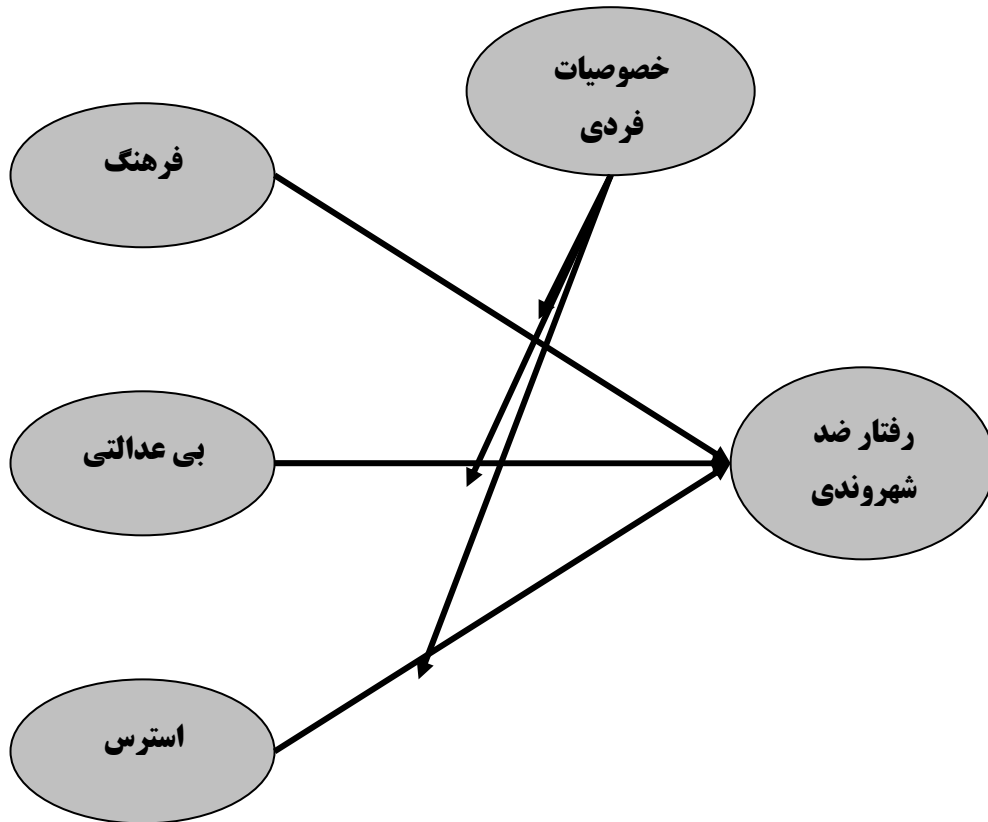 خصوصیات
فردی
فرهنگ
بی عدالتی
رفتار ضد
شهروندی
استرس